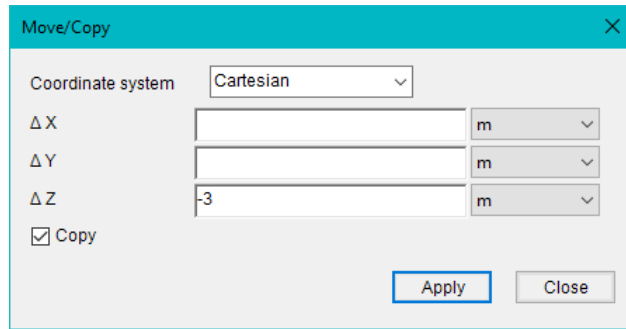 Move/Copy
Coordinate system Cartesian
Δ X m
Δ Y m
Δ Z -3 m
Copy
Apply Close